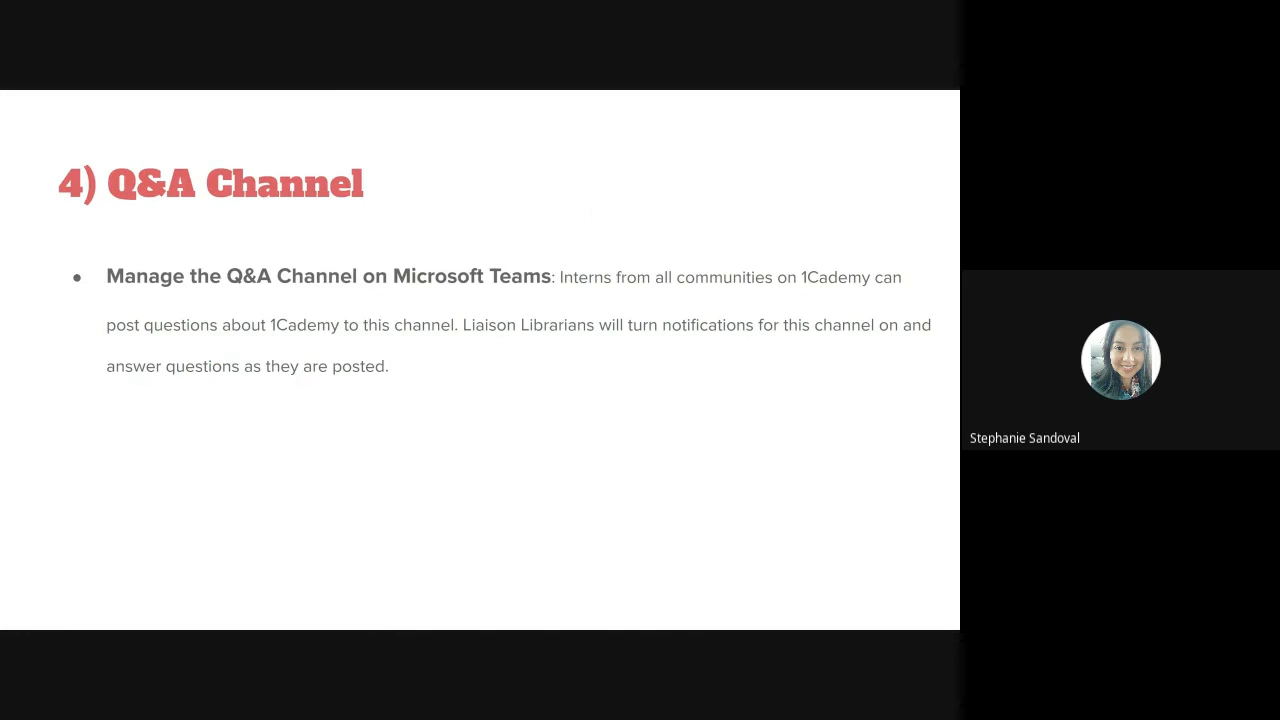 4) Q&A Channel
● Manage the Q&A Channel on Microsoft Teams: Interns from all communities on 1Cademy can
post questions about 1Cademy to this channel. Liaison Librarians will turn notifications for this channel on and
answer questions as they are posted.
Stephanie Sandoval